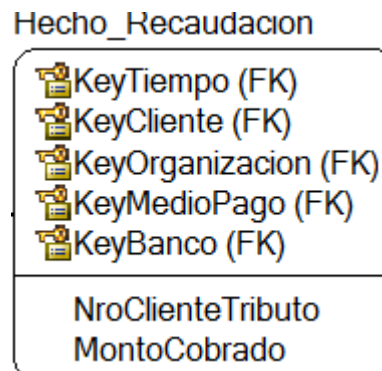 Hecho_Recaudacion
KeyTiempo (FK)
KeyCliente (FK)
KeyOrganizacion (FK)
KeyMedioPago (FK)
KeyBanco (FK)
NroClienteTributo
MontoCobrado